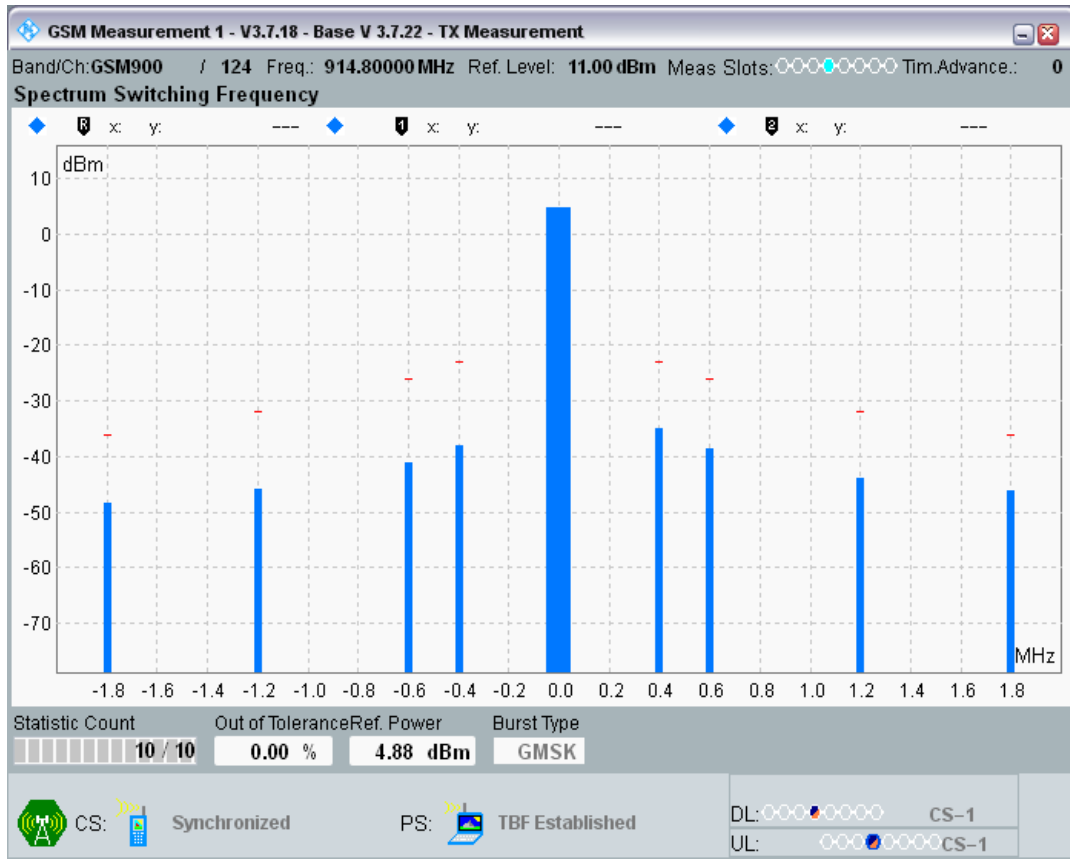 GSM Measurement 1 - V3.7.18 - Base V 3.7.22 - TX Measurement
Band/Ch:GSM900 / 124 Freq.: 914.80000 MHz Ref. Level: 11.00 dBm Meas Slots: Tim.Advance.: 0
Spectrum Switching Frequency
R x: y: --- 1 x: y: --- 2 x: y: ---
dBm
10
0
-10
-20
-30
-40
-50
-60
-70
MHz
-1.8 -1.6 -1.4 -1.2 -1.0 -0.8 -0.6 -0.4 -0.2 0.0 0.2 0.4 0.6 0.8 1.0 1.2 1.4 1.6 1.8
Statistic Count Out of Tolerance Ref. Power Burst Type
10 / 10 0.00 % 4.88 dBm GMSK
CS: Synchronized PS: TBF Established DL: CS-1
UL: CS-1